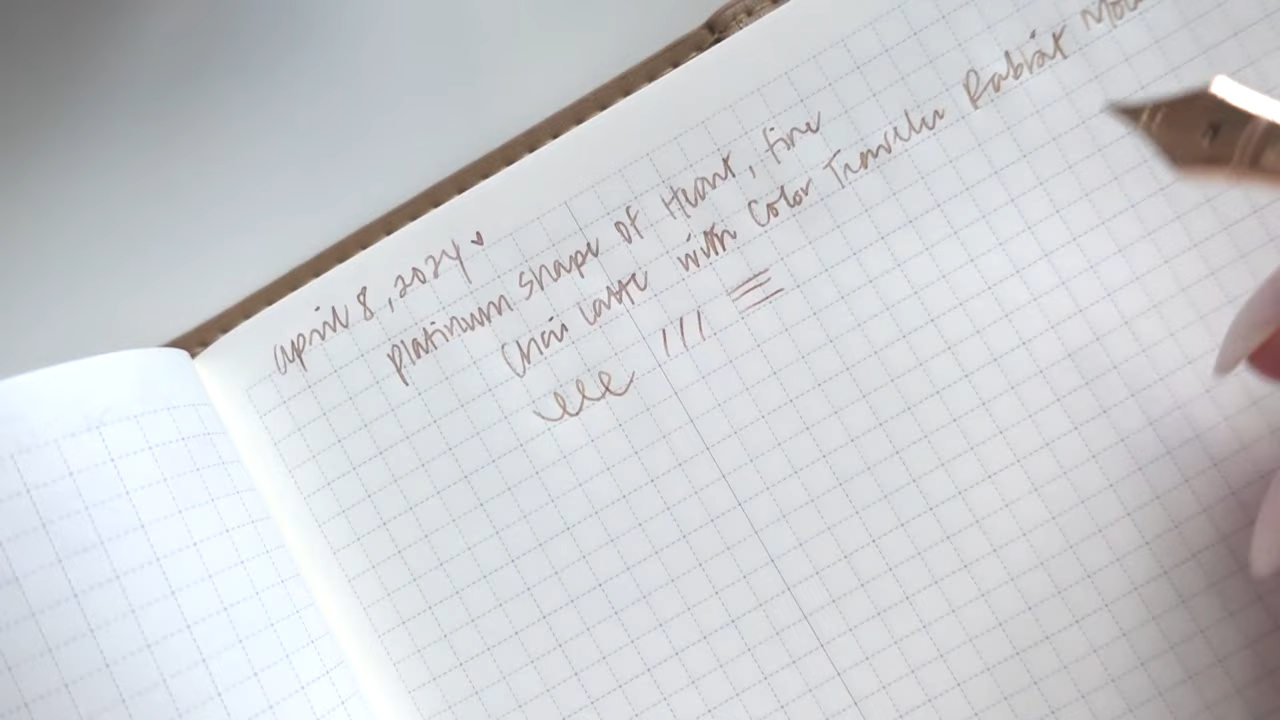 april 8, 2024 ♥
platinum shape of Heart, fine
Chai latte with Color Traveler Rabbit